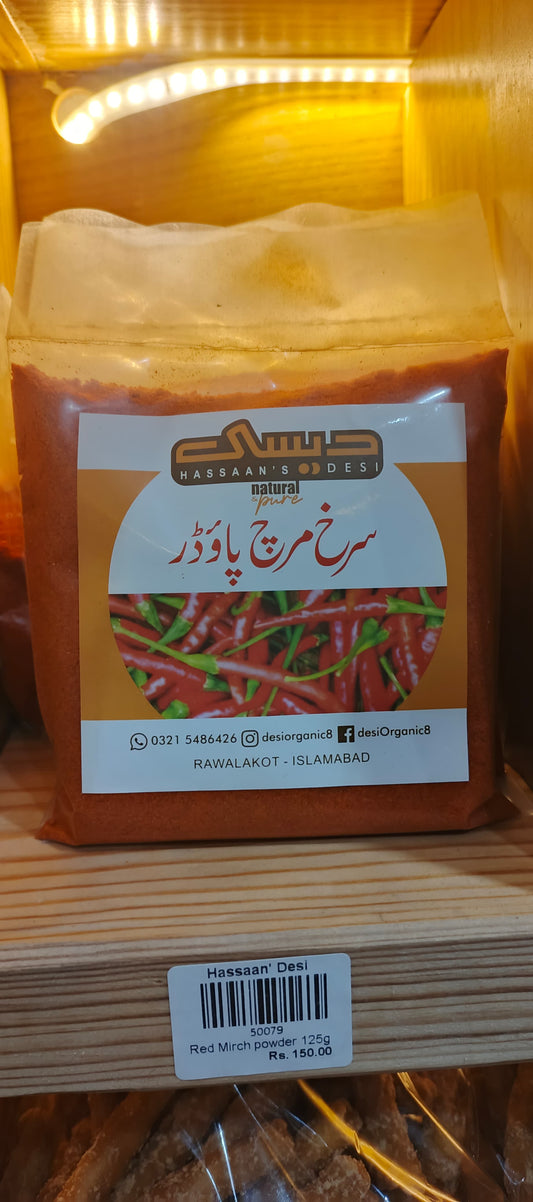 دیسی
HASSAAN'S DESI
natural
& pure
سرخ مرچ پاؤڈر
0321 5486426 desiorganic8 desiOrganic8
RAWALAKOT - ISLAMABAD
Hassaan' Desi
50079
Red Mirch powder 125g
Rs. 150.00